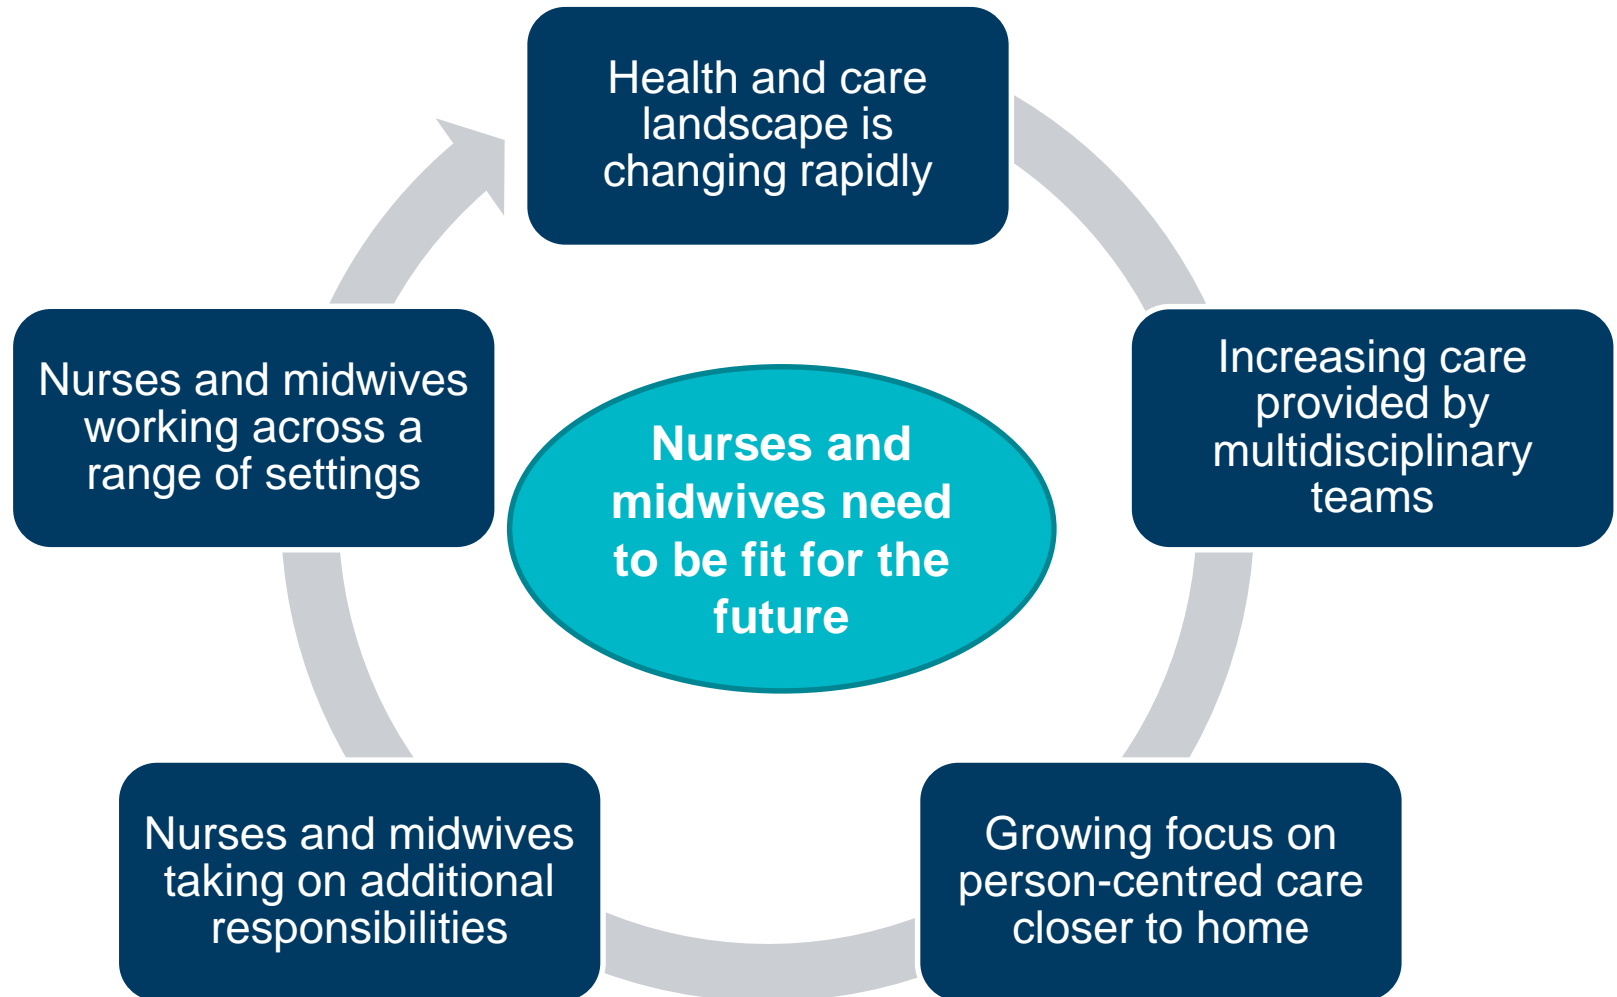 Health and care
landscape is
changing rapidly
Increasing care
provided by
multidisciplinary
teams
Growing focus on
person-centred care
closer to home
Nurses and midwives
taking on additional
responsibilities
Nurses and midwives
working across a
range of settings
Nurses and
midwives need
to be fit for the
future